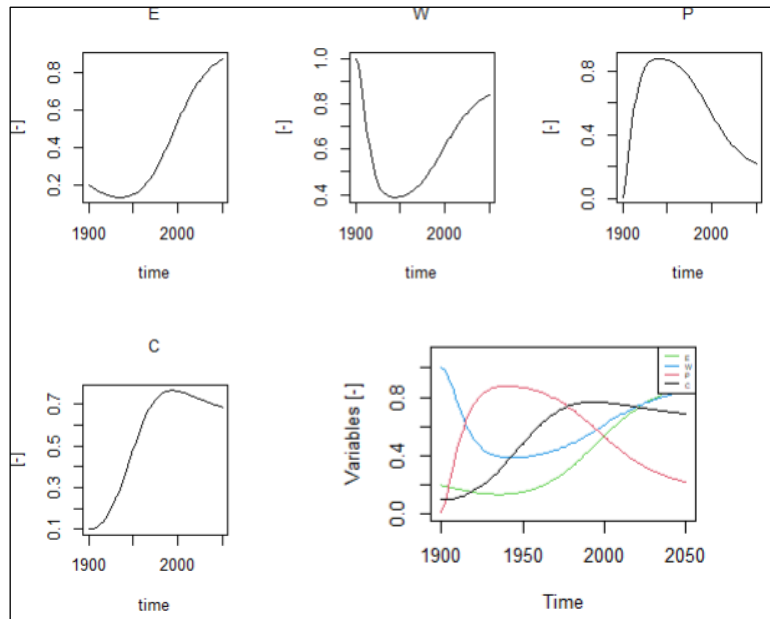 E
W
P
[-]
0.2 0.4 0.6 0.8
1900 2000
time
[-]
0.4 0.6 0.8 1.0
1900 2000
time
[-]
0.0 0.4 0.8
1900 2000
time
C
[-]
0.1 0.3 0.5 0.7
1900 2000
time
Variables [-]
0.0 0.4 0.8
1900 1950 2000 2050
Time
E
W
P
C